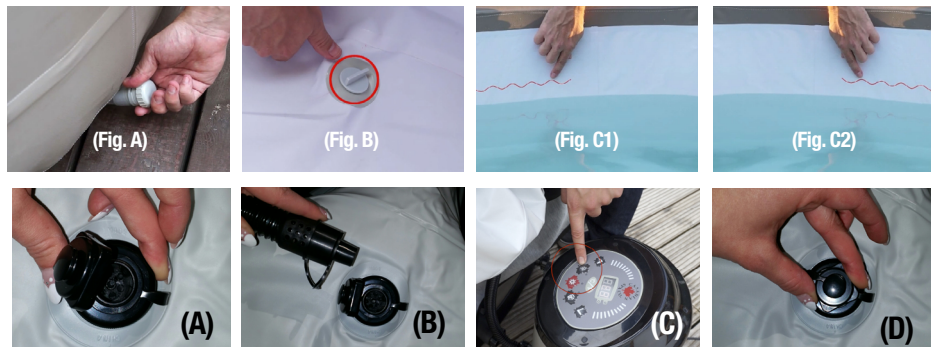 (Fig. A)
(Fig. B)
(Fig. C1)
(Fig. C2)
(A)
(B)
(C)
(D)